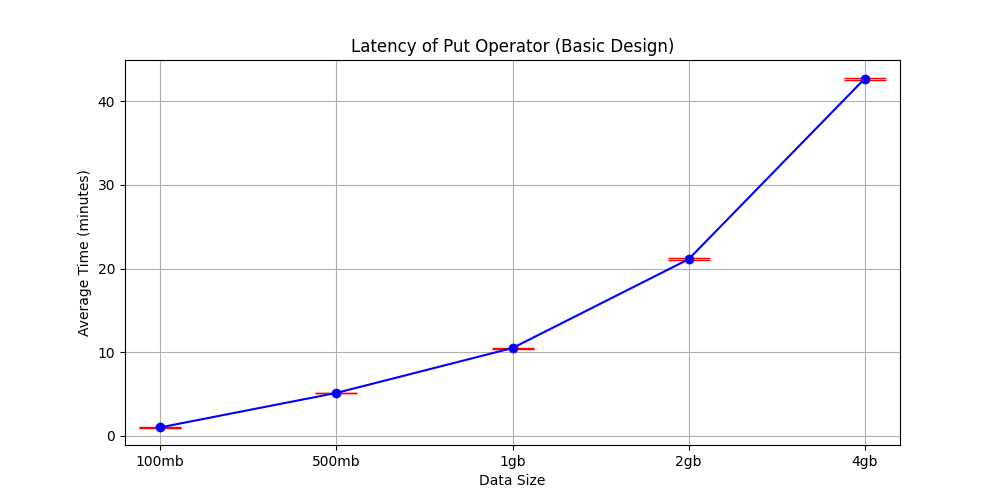 Latency of Put Operator (Basic Design)
Average Time (minutes)
40
30
20
10
0
100mb 500mb 1gb 2gb 4gb
Data Size